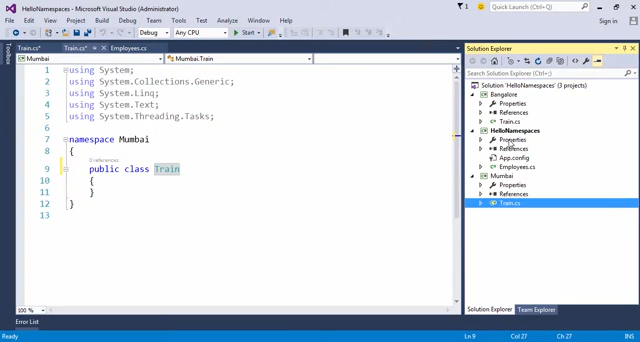 HelloNamespaces - Microsoft Visual Studio (Administrator)
1
Quick Launch (Ctrl+Q)
File Edit View Project Build Debug Team Tools Test Analyze Window Help
Sign in
Debug Any CPU Start
Train.cs* Train.cs* Employees.cs
Mumbai Mumbai.Train
1 using System;
2 using System.Collections.Generic;
3 using System.Linq;
4 using System.Text;
5 using System.Threading.Tasks;
6
7 namespace Mumbai
8 {
0 references
9 public class Train
10 {
11 }
12 }
13
100 %
Toolbox
Solution Explorer
Search Solution Explorer (Ctrl+;)
Solution 'HelloNamespaces' (3 projects)
Bangalore
Properties
References
Train.cs
HelloNamespaces
Properties
References
App.config
Employees.cs
Mumbai
Properties
References
Train.cs
Solution Explorer Team Explorer
Error List
Ready Ln 9 Col 27 Ch 27 INS